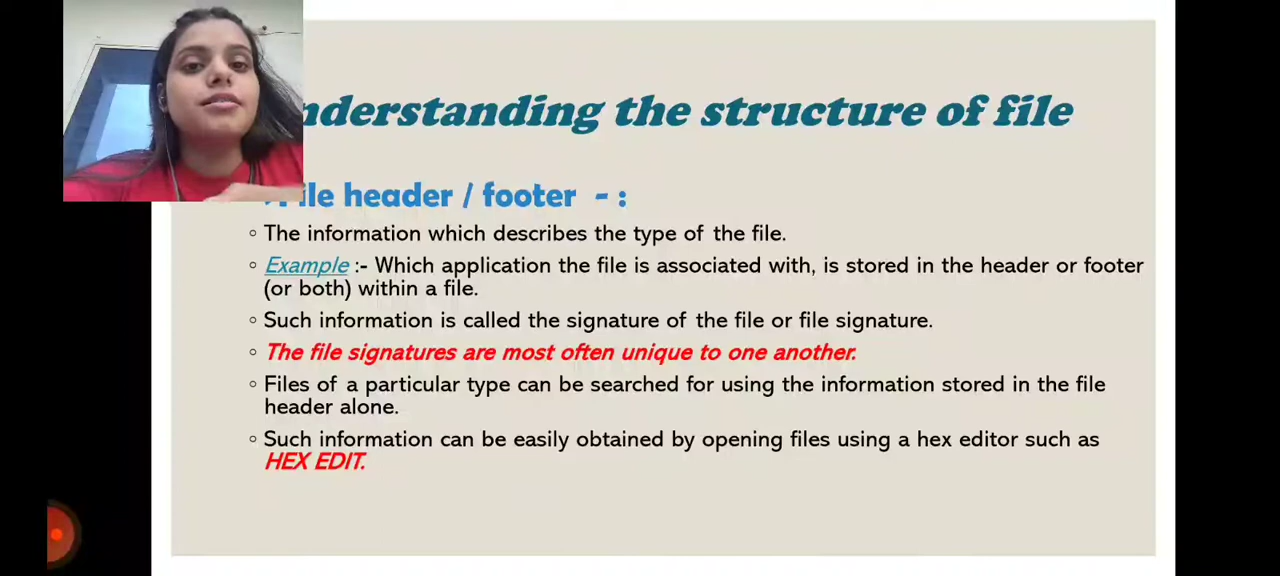 nderstanding the structure of file
ile header / footer - :
◦ The information which describes the type of the file.
◦ Example :- Which application the file is associated with, is stored in the header or footer
(or both) within a file.
◦ Such information is called the signature of the file or file signature.
◦ The file signatures are most often unique to one another.
◦ Files of a particular type can be searched for using the information stored in the file
header alone.
◦ Such information can be easily obtained by opening files using a hex editor such as
HEX EDIT.